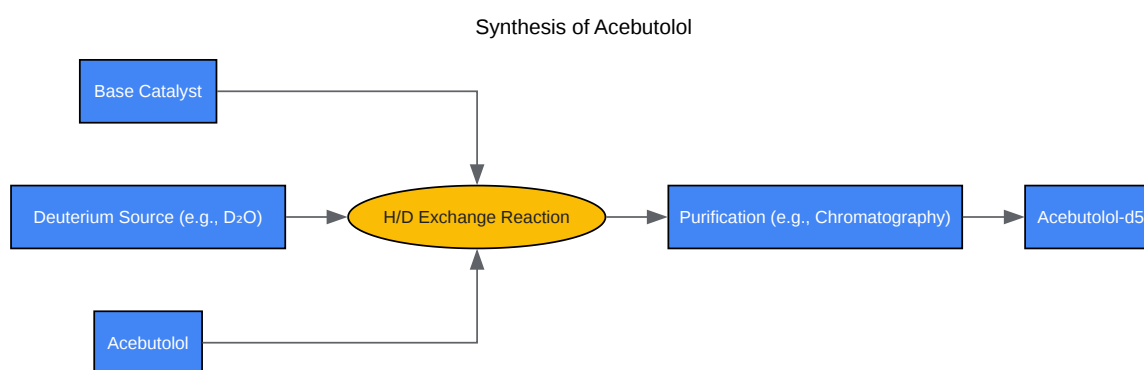 Synthesis of Acebutolol
Base Catalyst
Deuterium Source (e.g., D₂O)
H/D Exchange Reaction
Purification (e.g., Chromatography)
Acebutolol-d5
Acebutolol